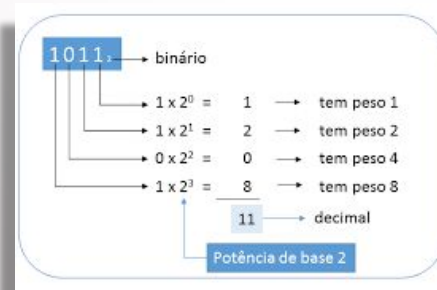 1011₂ → binário
1 x 2⁰ = 1 → tem peso 1
1 x 2¹ = 2 → tem peso 2
0 x 2² = 0 → tem peso 4
1 x 2³ = 8 → tem peso 8
11 → decimal
Potência de base 2